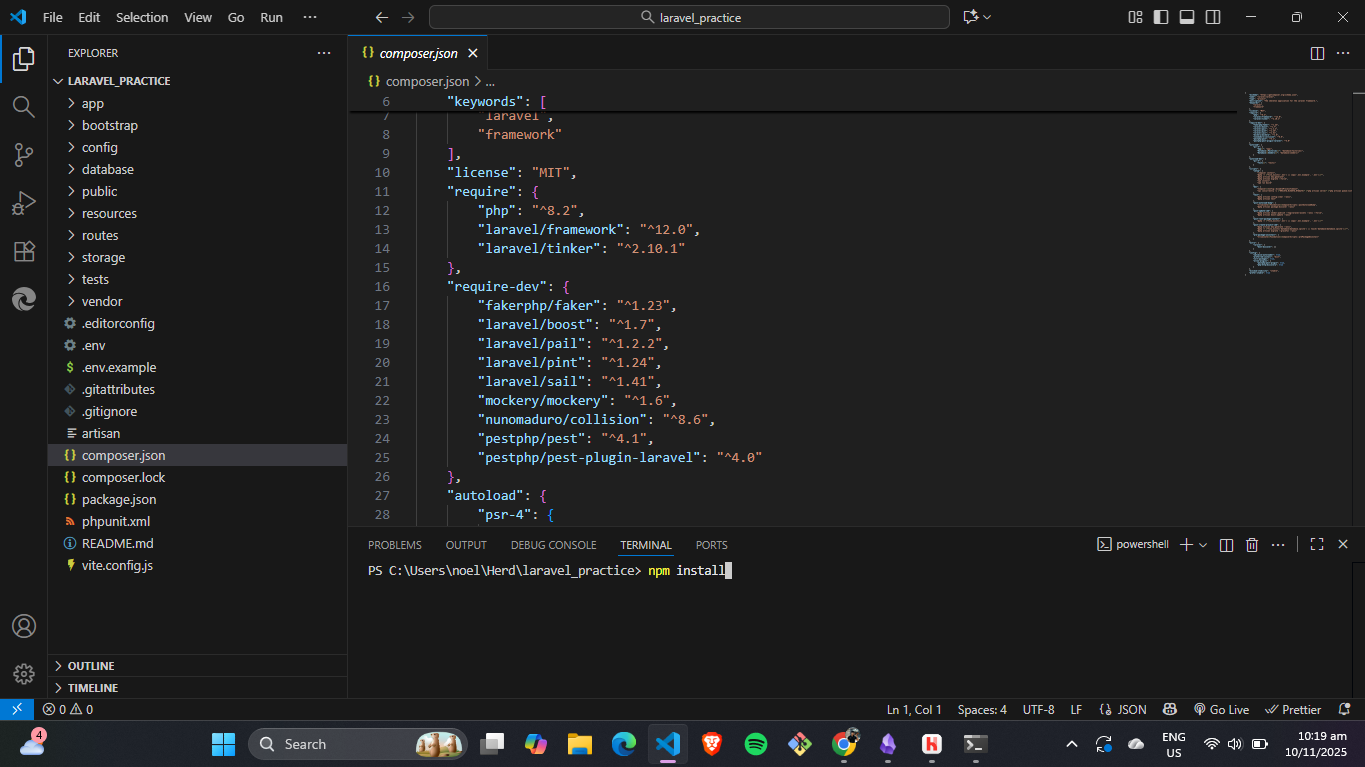 File Edit Selection View Go Run ···
laravel_practice
EXPLORER ···
LARAVEL_PRACTICE
app
bootstrap
config
database
public
resources
routes
storage
tests
vendor
.editorconfig
.env
$ .env.example
.gitattributes
.gitignore
artisan
{} composer.json
{} composer.lock
{} package.json
phpunit.xml
README.md
vite.config.js
OUTLINE
TIMELINE
{} composer.json
{} composer.json > ...
6 "keywords": [
7 "laravel",
8 "framework"
9 ],
10 "license": "MIT",
11 "require": {
12 "php": "^8.2",
13 "laravel/framework": "^12.0",
14 "laravel/tinker": "^2.10.1"
15 },
16 "require-dev": {
17 "fakerphp/faker": "^1.23",
18 "laravel/boost": "^1.7",
19 "laravel/pail": "^1.2.2",
20 "laravel/pint": "^1.24",
21 "laravel/sail": "^1.41",
22 "mockery/mockery": "^1.6",
23 "nunomaduro/collision": "^8.6",
24 "pestphp/pest": "^4.1",
25 "pestphp/pest-plugin-laravel": "^4.0"
26 },
27 "autoload": {
28 "psr-4": {
PROBLEMS OUTPUT DEBUG CONSOLE TERMINAL PORTS
powershell
PS C:\Users\noel\Herd\laravel_practice> npm install
0 0
Ln 1, Col 1 Spaces: 4 UTF-8 LF {} JSON Go Live Prettier
4
Search
ENG
US
10:19 am
10/11/2025